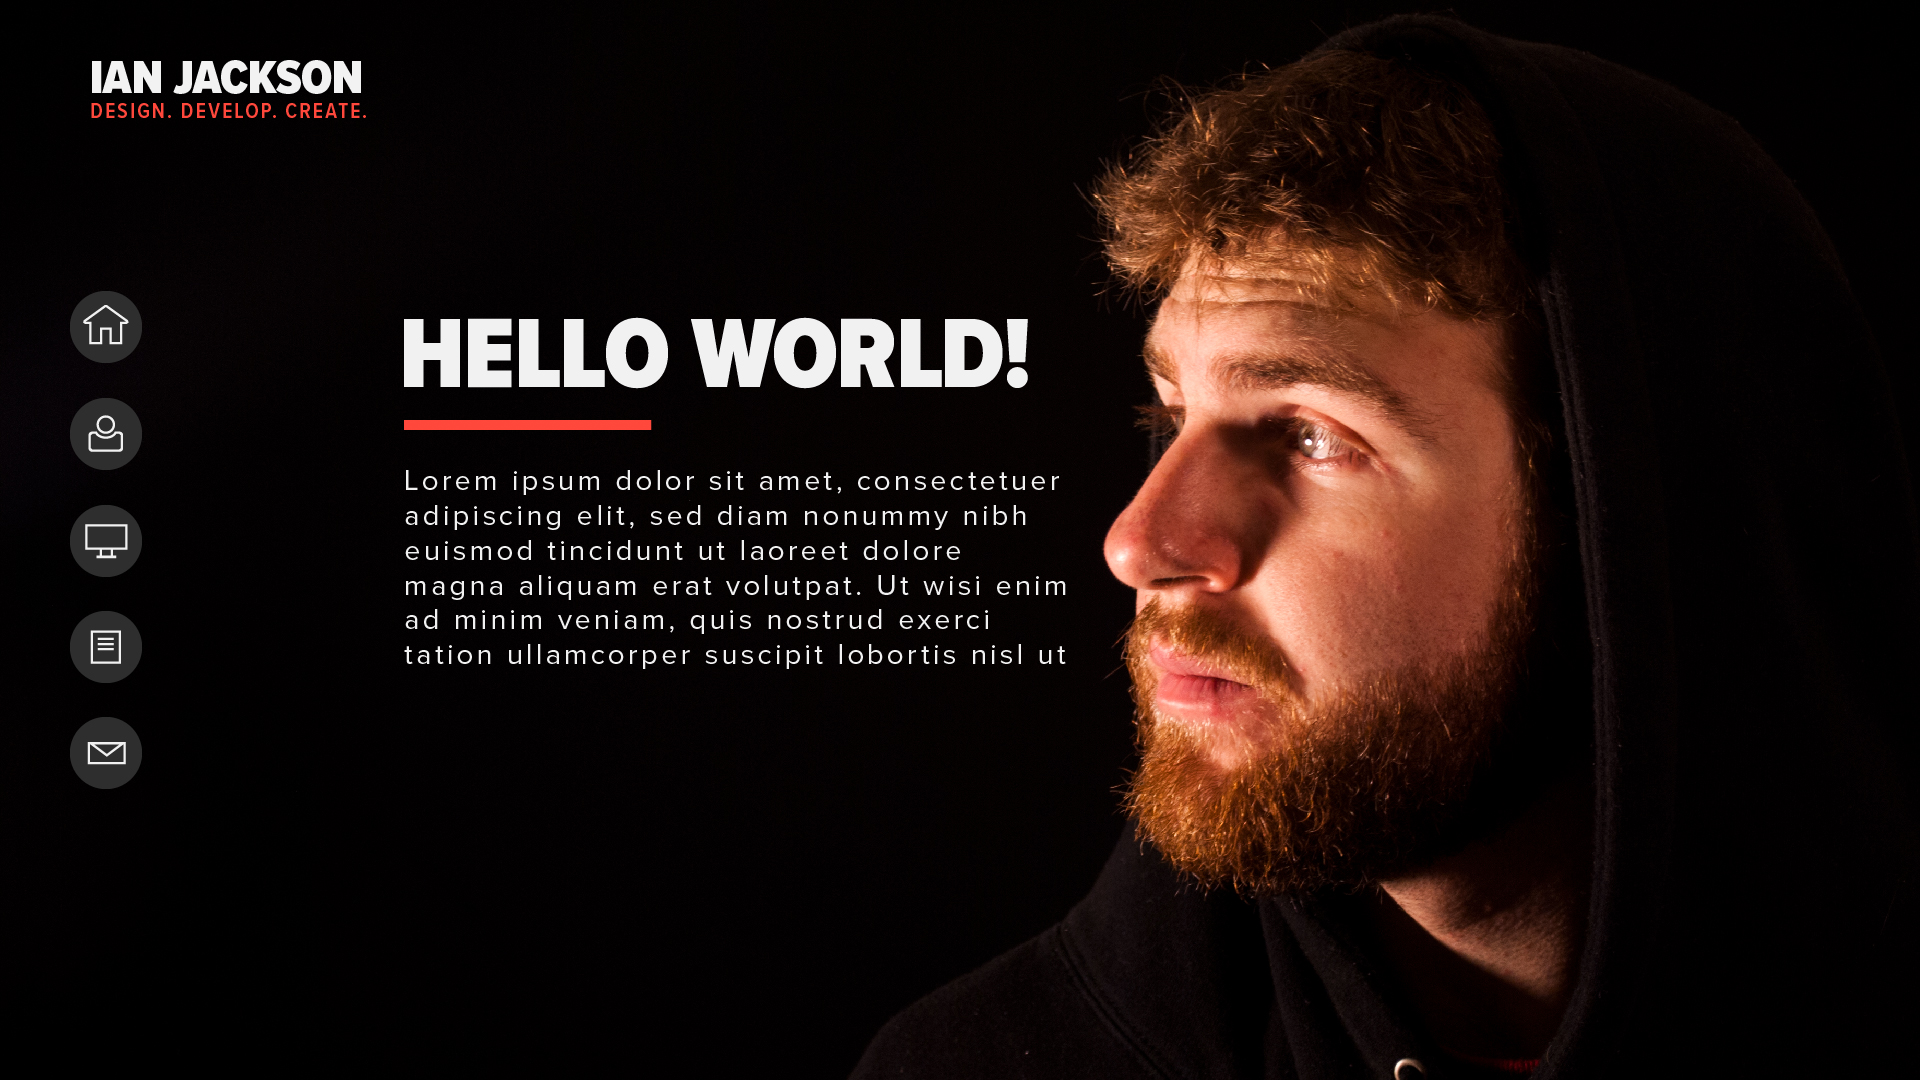 IAN JACKSON
DESIGN. DEVELOP. CREATE.
HELLO WORLD!
Lorem ipsum dolor sit amet, consectetuer
adipiscing elit, sed diam nonummy nibh
euismod tincidunt ut laoreet dolore
magna aliquam erat volutpat. Ut wisi enim
ad minim veniam, quis nostrud exerci
tation ullamcorper suscipit lobortis nisl ut